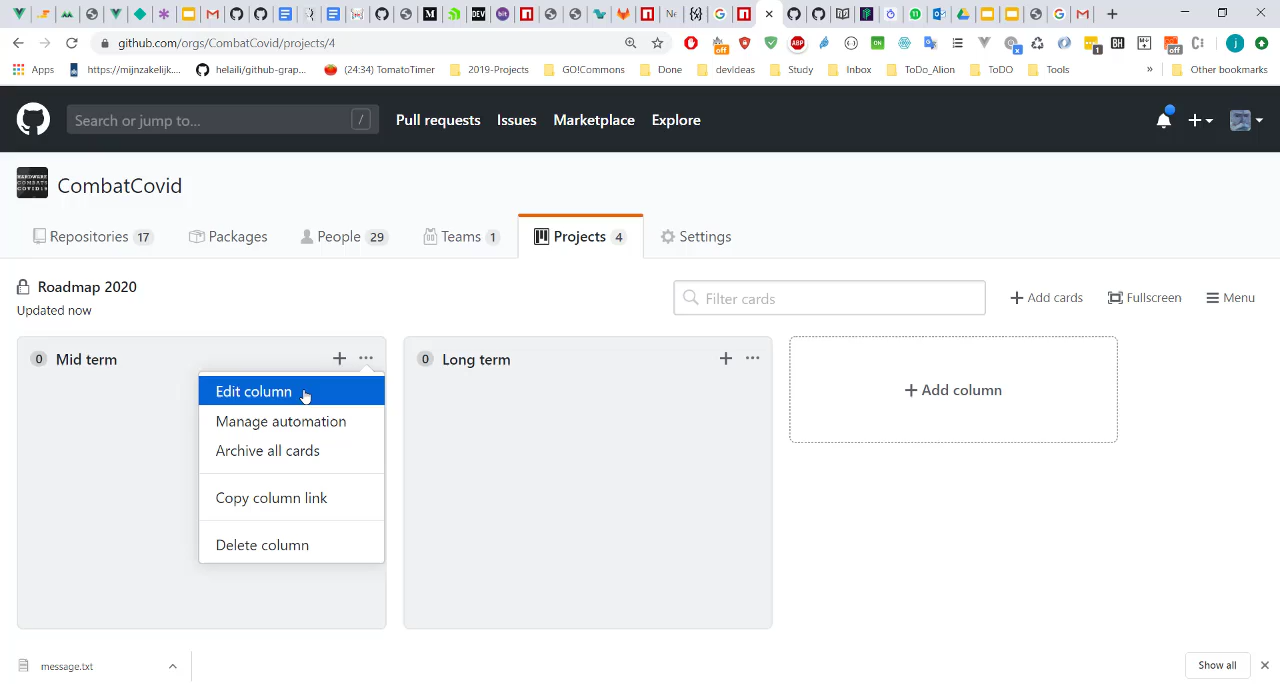 github.com/orgs/CombatCovid/projects/4
Apps https://mijnzakelijk.... helaili/github-grap... (24:34) TomatoTimer 2019-Projects GO!Commons Done devIdeas Study Inbox ToDo_Alion ToDO Tools » Other bookmarks
Search or jump to... / Pull requests Issues Marketplace Explore
CombatCovid
Repositories 17 Packages People 29 Teams 1 Projects 4 Settings
Roadmap 2020
Updated now
Filter cards
Add cards Fullscreen Menu
0 Mid term
0 Long term
Edit column
Manage automation
Archive all cards
Copy column link
Delete column
Add column
message.txt
Show all